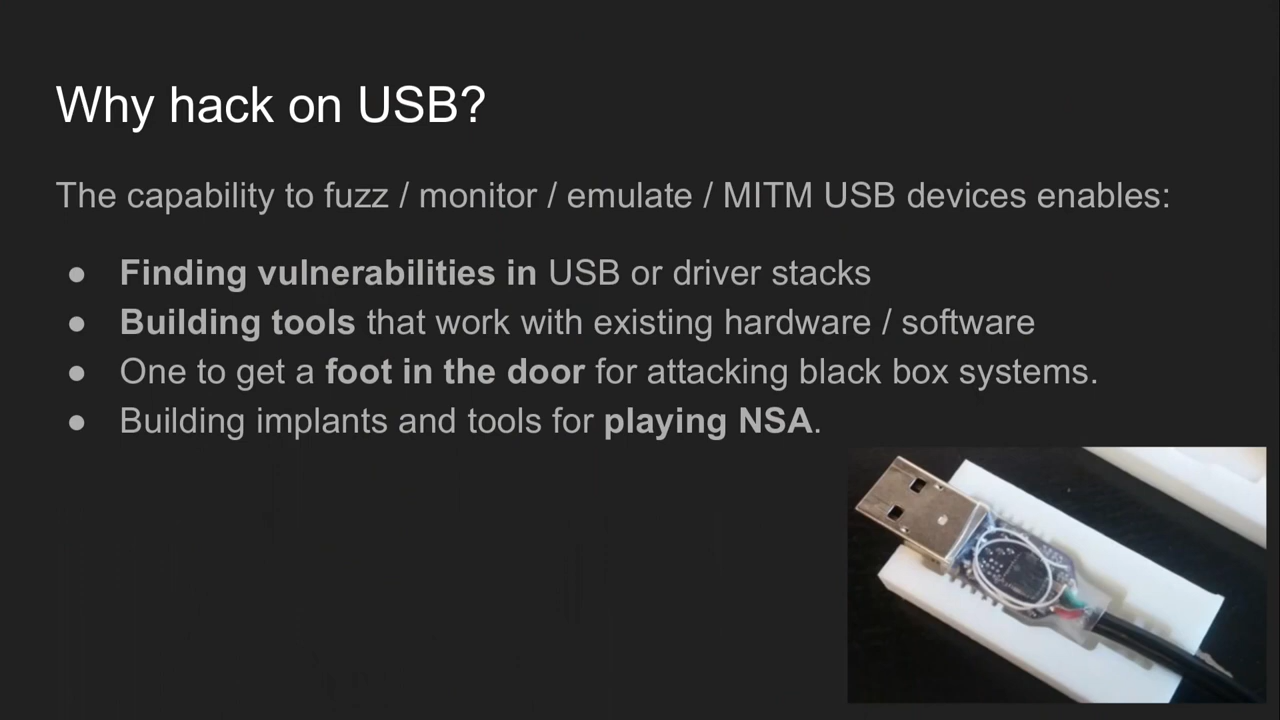 Why hack on USB?
The capability to fuzz / monitor / emulate / MITM USB devices enables:
● Finding vulnerabilities in USB or driver stacks
● Building tools that work with existing hardware / software
● One to get a foot in the door for attacking black box systems.
● Building implants and tools for playing NSA.